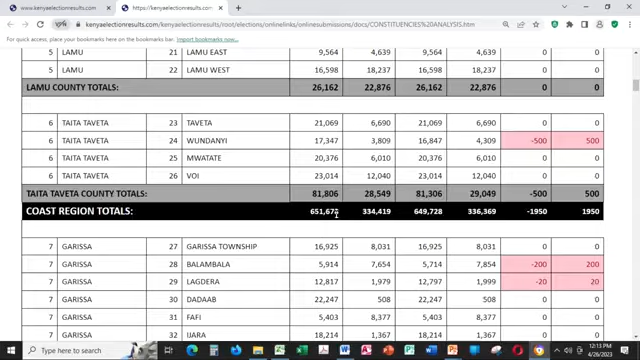 www.kenyaelectionresults.com/ https://kenyaelectionresults.com/r
https://kenyaelectionresults.com/kenyaelectionresults/root/elections/onlinelinks/onlinesubmissions/docs/CONSTITUENCIES%20ANALYSIS.htm
For quick access, place your bookmarks here on the bookmarks bar. Import bookmarks now...
5 LAMU 21 LAMU EAST 9,564 4,639 9,564 4,639 0 0
5 LAMU 22 LAMU WEST 16,598 18,237 16,598 18,237 0 0
LAMU COUNTY TOTALS: 26,162 22,876 26,162 22,876 0 0
6 TAITA TAVETA 23 TAVETA 21,069 6,690 21,069 6,690 0 0
6 TAITA TAVETA 24 WUNDANYI 17,347 3,809 16,847 4,309 -500 500
6 TAITA TAVETA 25 MWATATE 20,376 6,010 20,376 6,010 0 0
6 TAITA TAVETA 26 VOI 23,014 12,040 23,014 12,040 0 0
TAITA TAVETA COUNTY TOTALS: 81,806 28,549 81,306 29,049 -500 500
COAST REGION TOTALS: 334,419 649,728 336,369 -1950 1950
7 GARISSA 27 GARISSA TOWNSHIP 16,925 8,031 16,925 8,031 0 0
7 GARISSA 28 BALAMBALA 5,914 7,654 5,714 7,854 -200 200
7 GARISSA 29 LAGDERA 12,817 1,979 12,797 1,999 -20 20
7 GARISSA 30 DADAAB 22,247 508 22,247 508 0 0
7 GARISSA 31 FAFI 5,403 8,377 5,403 8,377 0 0
7 GARISSA 32 IJARA 18,214 1,367 18,214 1,367 0 0
Type here to search
12:13 PM
4/26/2023